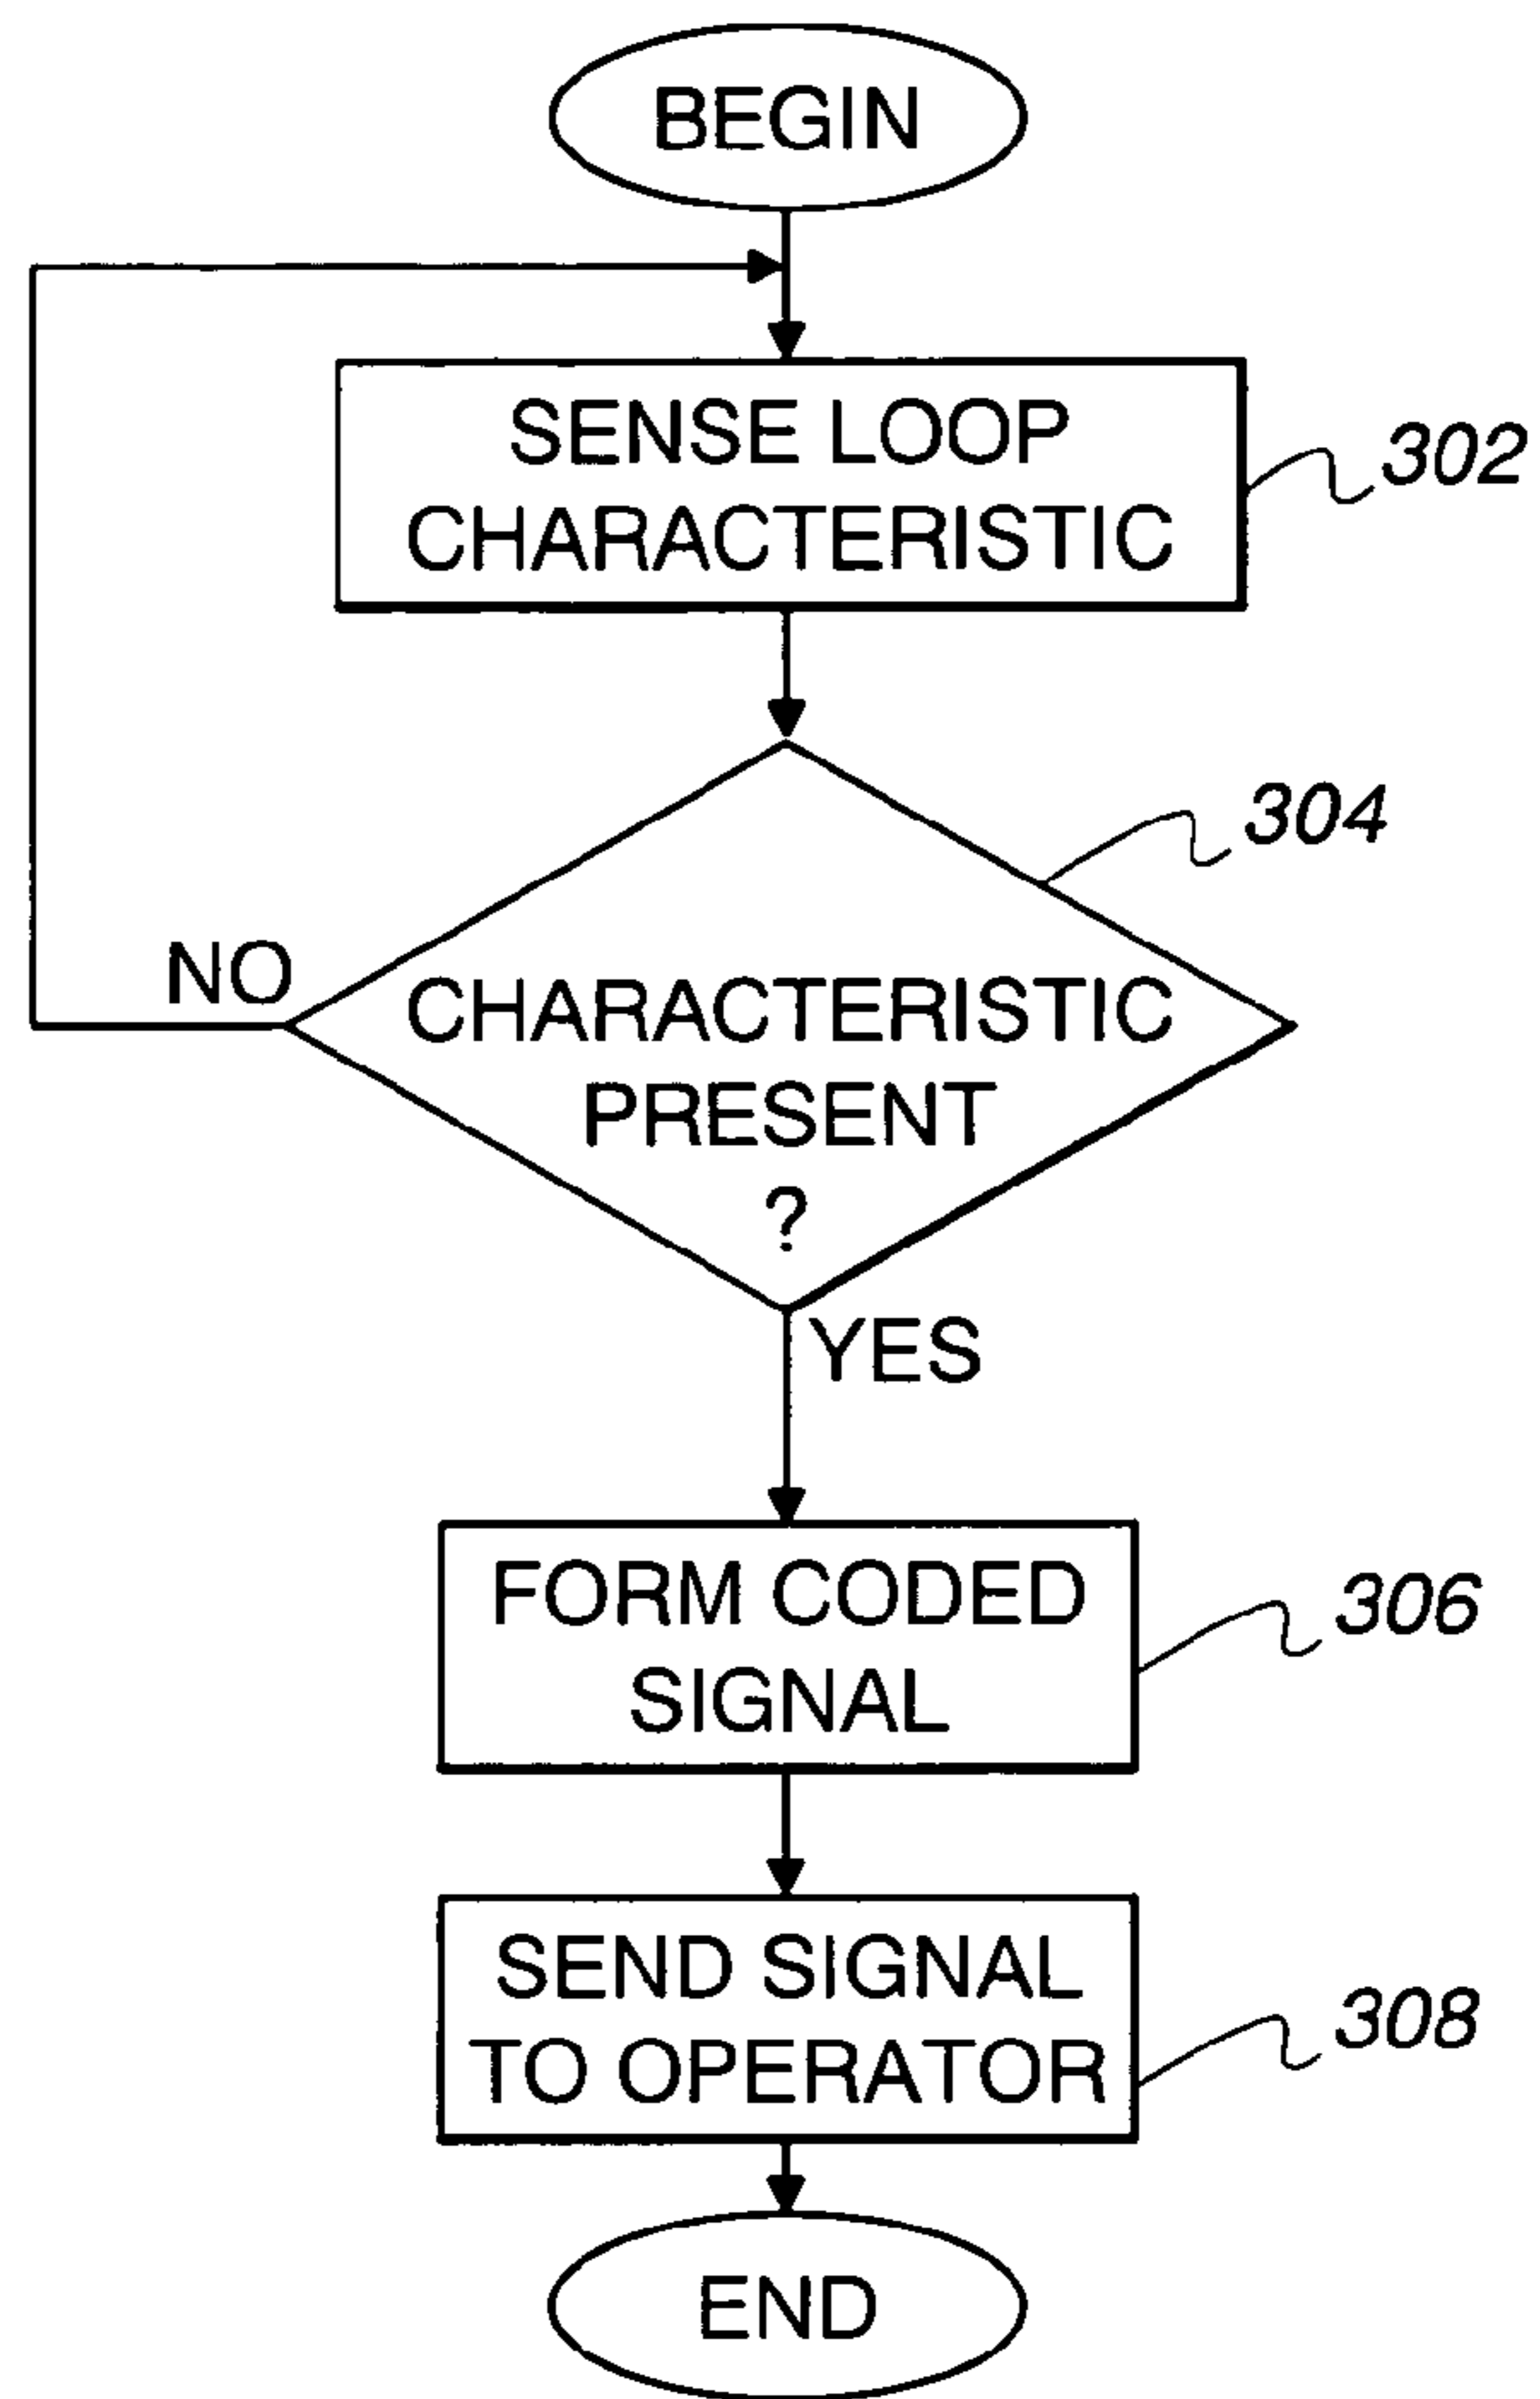 BEGIN
SENSE LOOP
CHARACTERISTIC
302
304
NO
CHARACTERISTIC
PRESENT
?
YES
FORM CODED
SIGNAL
306
SEND SIGNAL
TO OPERATOR
308
END